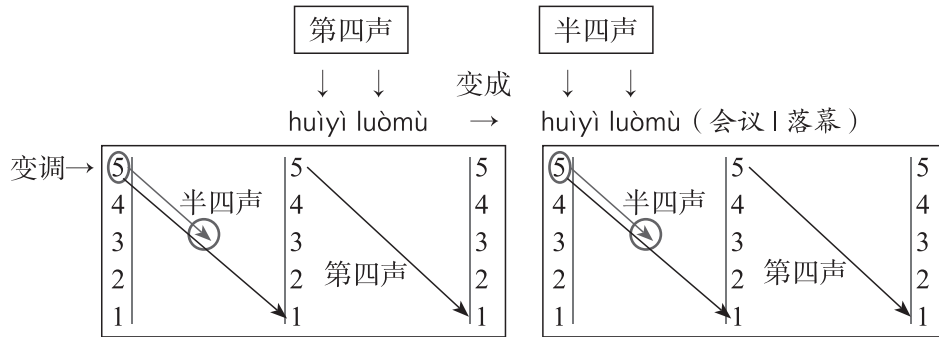 第四声 半四声
↓ ↓ 变成 ↓ ↓
huìyì luòmù → huìyì luòmù（会议 | 落幕）
变调→ 5 5 5 5 5 5
4 半四声 4 4 4 半四声 4 4
3 3 3 3 3 3
2 2 第四声 2 2 2 第四声 2
1 1 1 1 1 1